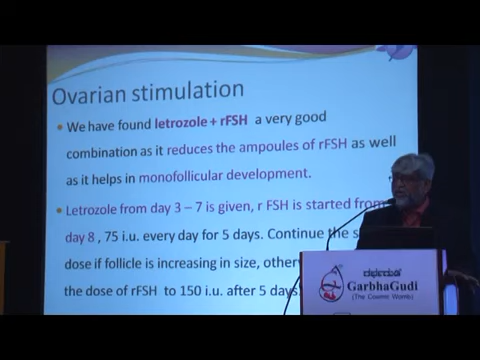 Ovarian stimulation
• We have found letrozole + rFSH a very good
combination as it reduces the ampoules of rFSH as well
as it helps in monofollicular development.
• Letrozole from day 3 – 7 is given, r FSH is started from
day 8 , 75 i.u. every day for 5 days. Continue the s
dose if follicle is increasing in size, other
the dose of rFSH to 150 i.u. after 5 days
ಗರ್ಭಗುಡಿ
GarbhaGudi
(The Cosmic Womb)